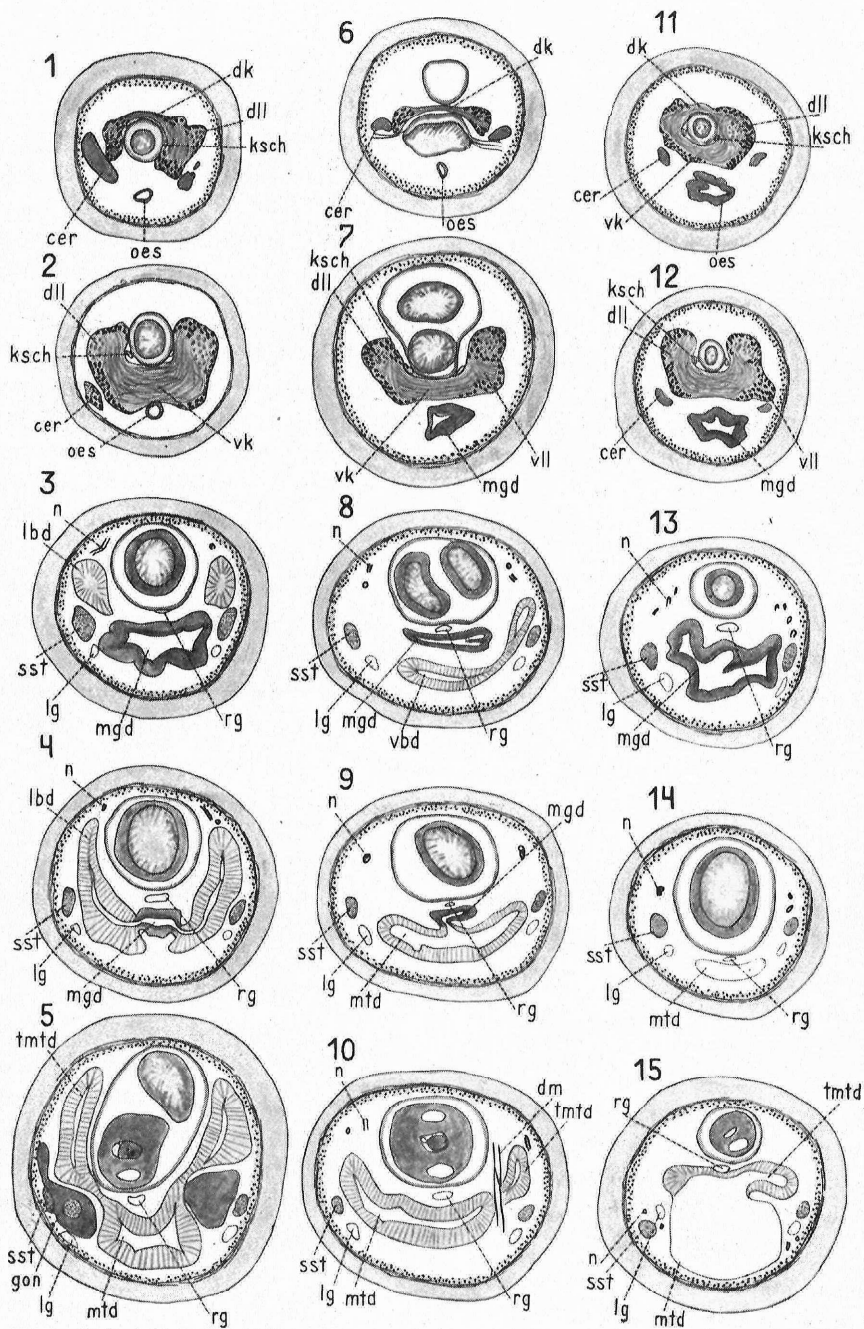 1
dk
dll
ksch
cer
oes
2
dll
ksch
cer
oes
vk
3
n
lbd
sst
lg
mgd
rg
4
n
lbd
sst
lg
mgd
rg
5
tmtd
sst
gon
lg
mtd
rg
6
dk
cer
oes
7
ksch
dll
vk
mgd
vll
8
n
sst
lg
mgd
vbd
rg
9
n
mgd
sst
lg
mtd
rg
10
n
dm
tmtd
sst
lg
mtd
rg
11
dk
dll
ksch
cer
vk
oes
12
ksch
dll
cer
vll
mgd
13
n
sst
lg
mgd
rg
14
n
sst
lg
mtd
rg
15
rg
tmtd
n
sst
lg
mtd